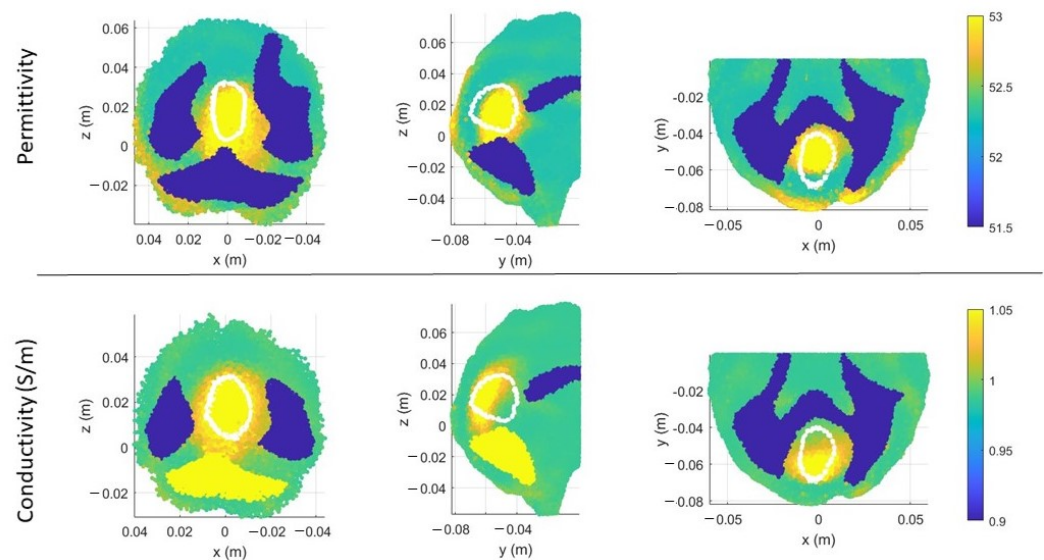 Permittivity
0.06
0.04
0.02
0
−0.02
z (m)
0.04 0.02 0 −0.02 −0.04
x (m)
0.06
0.04
0.02
0
−0.02
−0.04
z (m)
−0.08 −0.04
y (m)
-0.02
-0.04
-0.06
-0.08
y (m)
−0.05 0 0.05
x (m)
53
52.5
52
51.5
Conductivity (S/m)
0.04
0.02
0
−0.02
z (m)
0.04 0.02 0 −0.02 −0.04
x (m)
0.06
0.04
0.02
0
−0.02
−0.04
z (m)
−0.08 −0.04
y (m)
-0.02
-0.04
-0.06
-0.08
y (m)
−0.05 0 0.05
x (m)
1.05
1
0.95
0.9